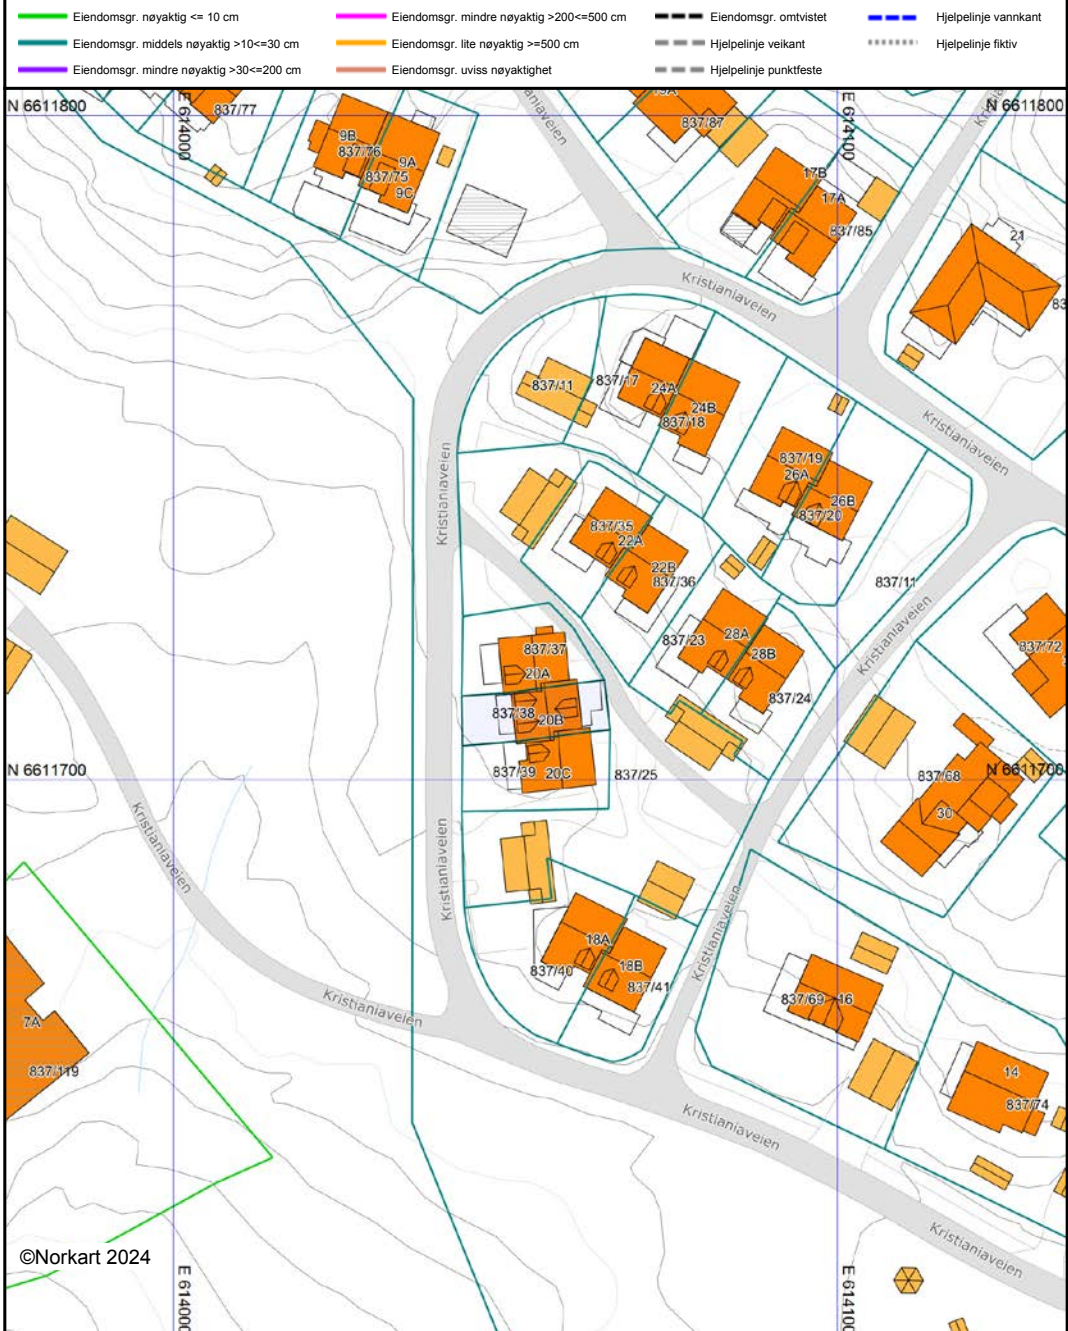 Eiendomsgr. nøyaktig <= 10 cm
Eiendomsgr. mindre nøyaktig >200<=500 cm
Eiendomsgr. omtvistet
Hjelpelinje vannkant
Eiendomsgr. middels nøyaktig >10<=30 cm
Eiendomsgr. lite nøyaktig >=500 cm
Hjelpelinje veikant
Hjelpelinje fiktiv
Eiendomsgr. mindre nøyaktig >30<=200 cm
Eiendomsgr. uviss nøyaktighet
Hjelpelinje punktfeste
N 6611800
E 614000
837/77
837/87
E 614100
N 6611800
9B
837/76
9A
837/75
9C
17B
17A
837/85
21
Kristianiaveien
837/11
837/17
24A
24B
837/18
Kristianiaveien
837/19
26A
26B
837/20
Kristianiaveien
837/35
22A
22B
837/36
837/11
Kristianiaveien
837/23
28A
28B
837/24
837/72
837/37
20A
837/38
20B
837/39
20C
837/25
837/68
30
N 6611700
N 6611700
Kristianiaveien
Kristianiaveien
Kristianiaveien
18A
837/40
18B
837/41
837/69
16
Kristianiaveien
7A
837/119
14
837/74
Kristianiaveien
Kristianiaveien
©Norkart 2024
E 614000
E 614100